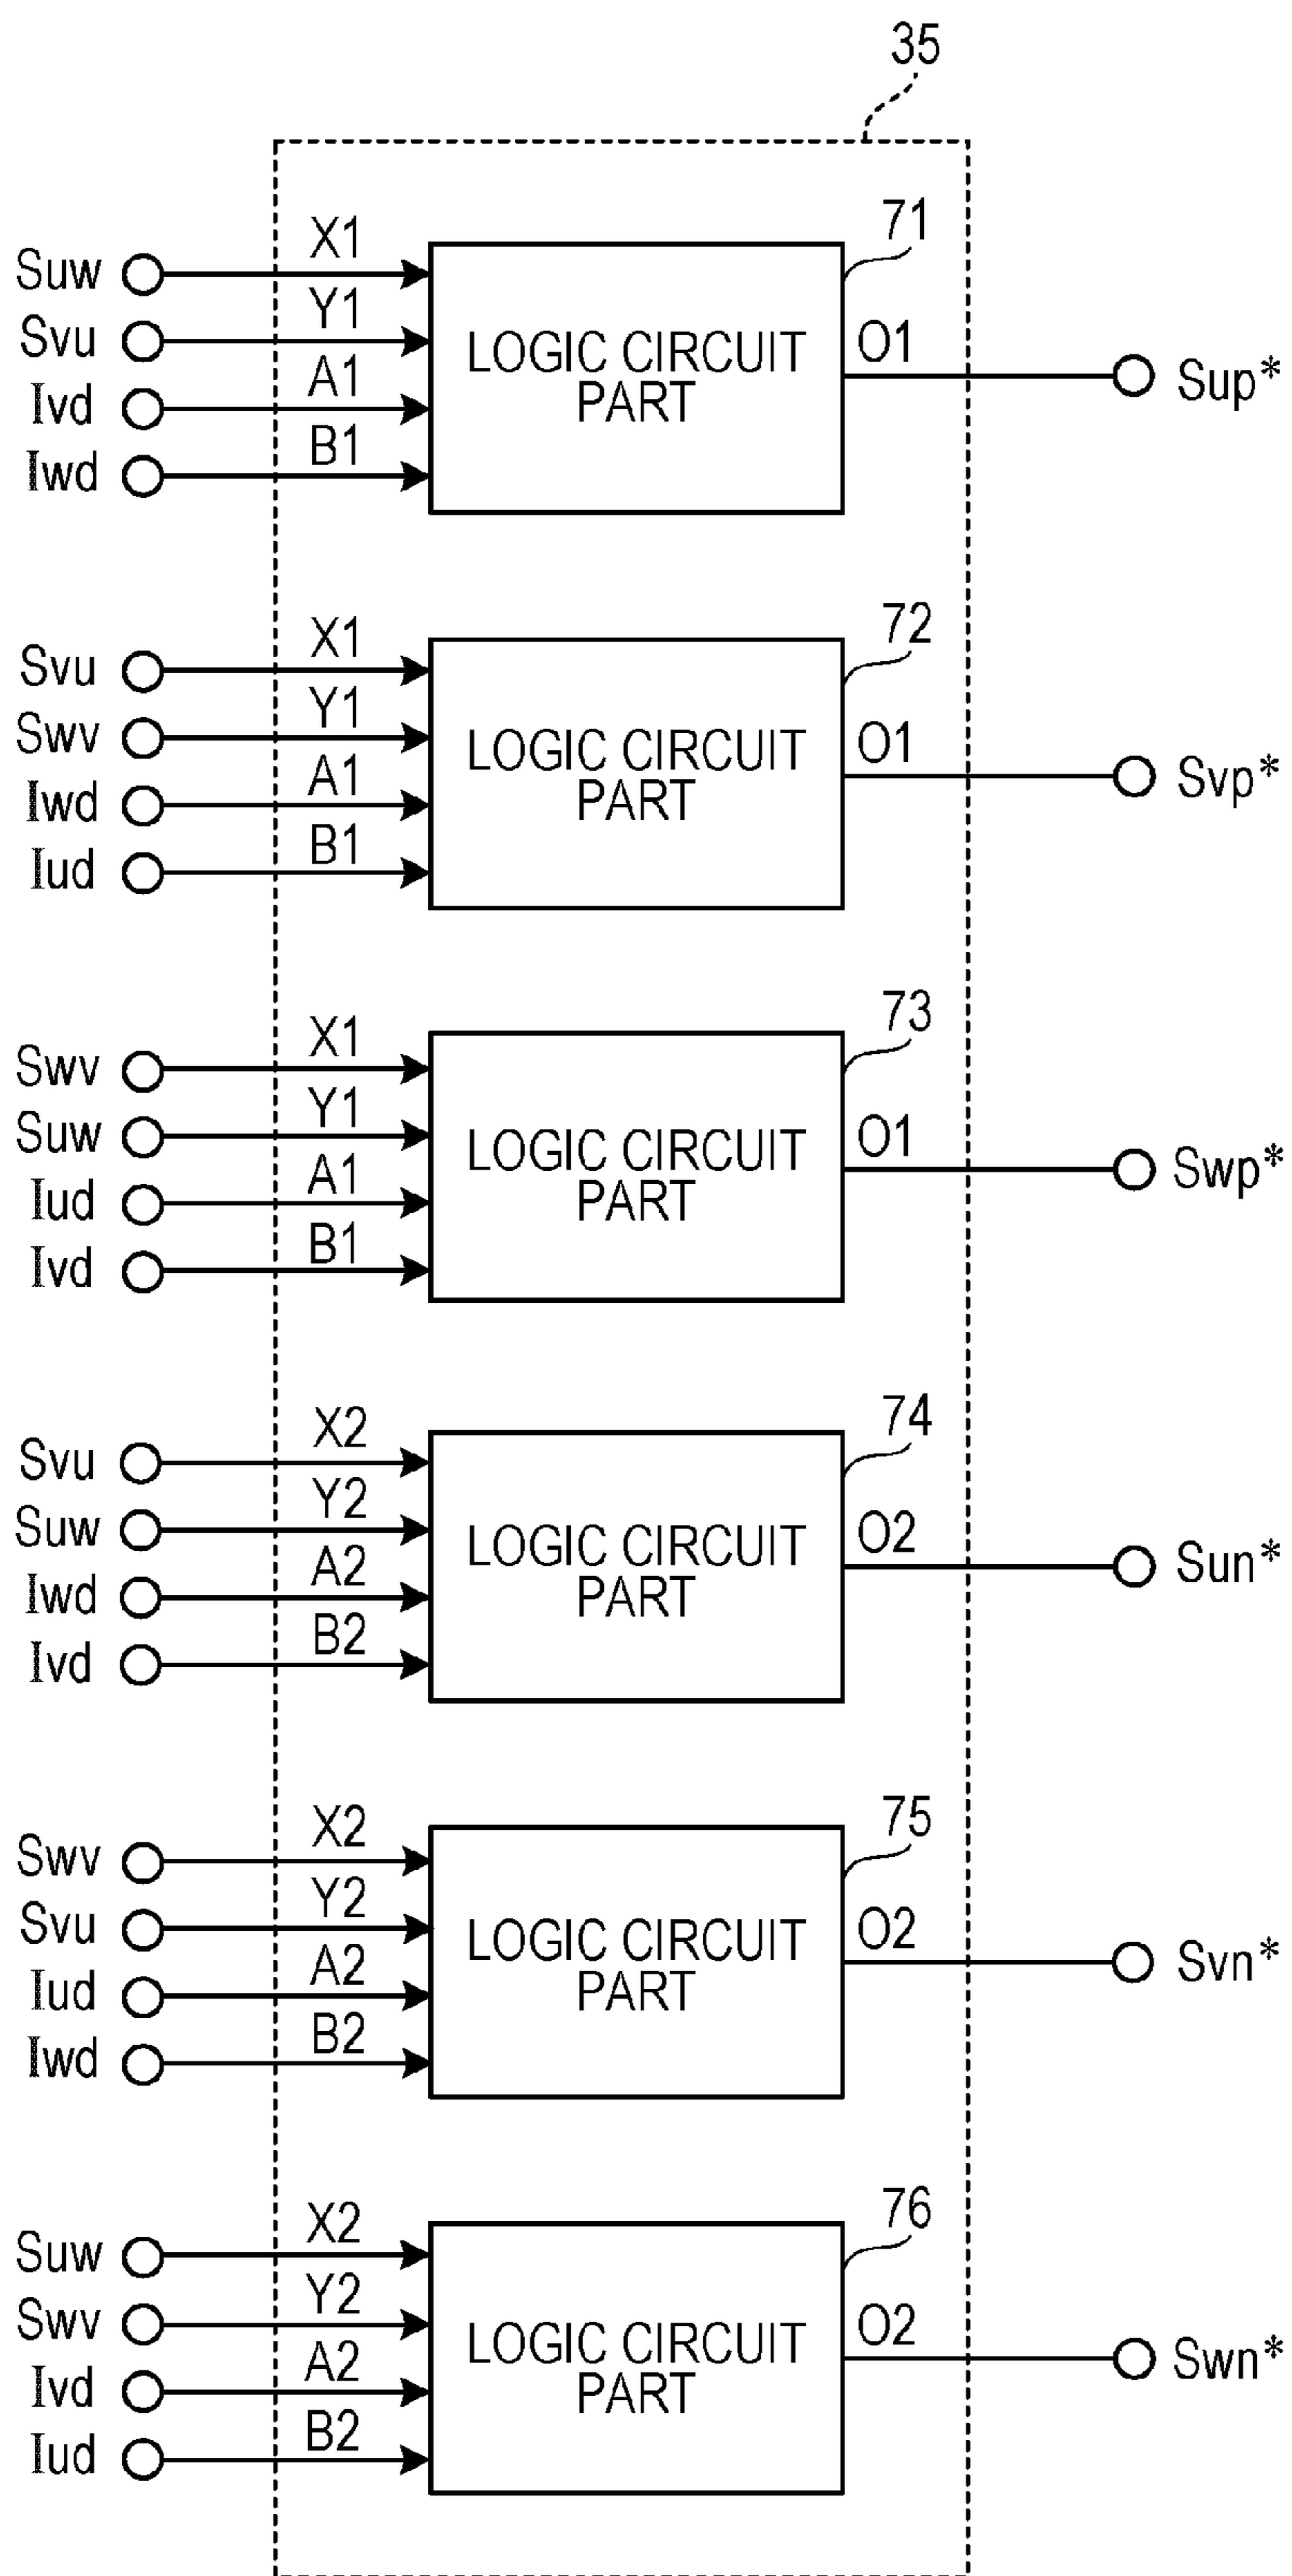 35
71
Suw X1
Svu Y1
Ivd A1
Iwd B1
LOGIC CIRCUIT
PART
O1
Sup*
72
Svu X1
Swv Y1
Iwd A1
Iud B1
LOGIC CIRCUIT
PART
O1
Svp*
73
Swv X1
Suw Y1
Iud A1
Ivd B1
LOGIC CIRCUIT
PART
O1
Swp*
74
Svu X2
Suw Y2
Iwd A2
Ivd B2
LOGIC CIRCUIT
PART
O2
Sun*
75
Swv X2
Svu Y2
Iud A2
Iwd B2
LOGIC CIRCUIT
PART
O2
Svn*
76
Suw X2
Swv Y2
Ivd A2
Iud B2
LOGIC CIRCUIT
PART
O2
Swn*